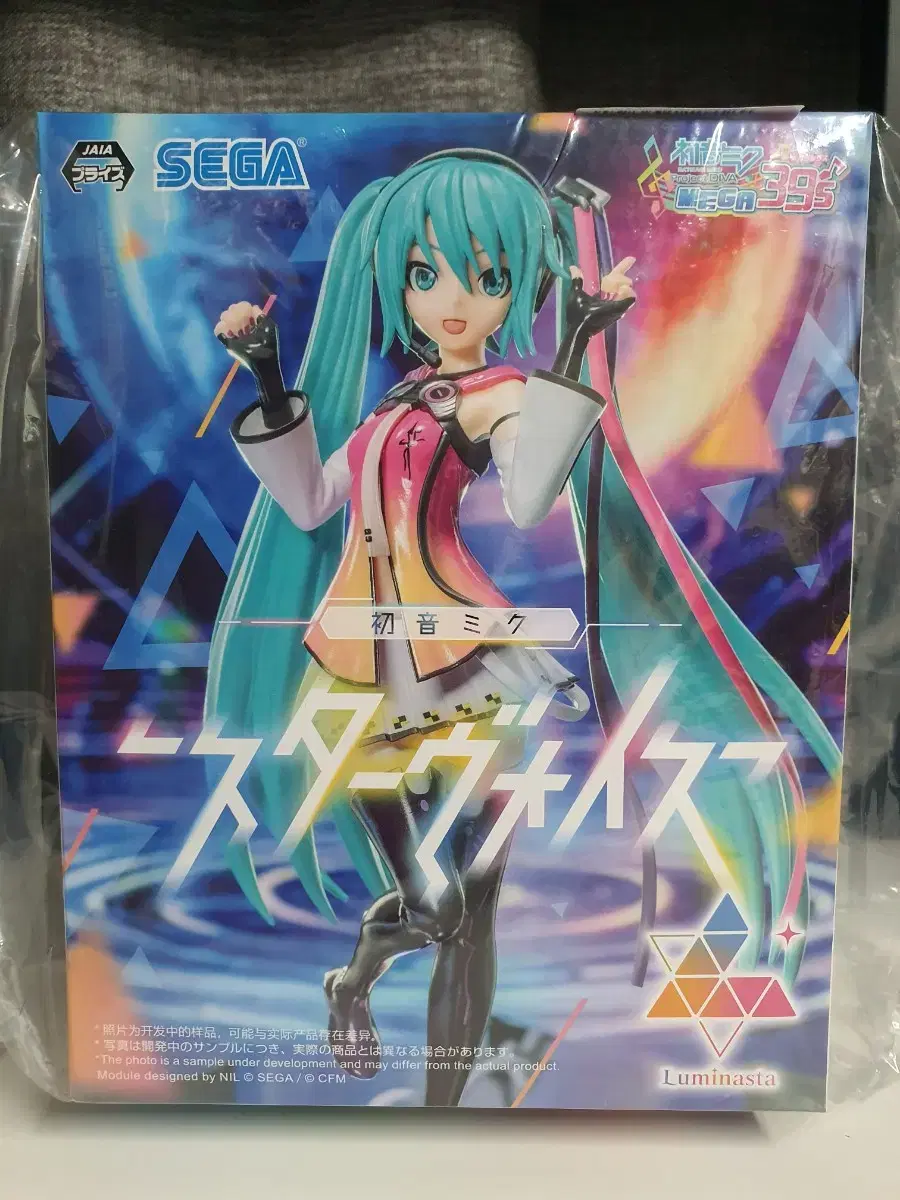 JAIA
プライズ
SEGA®
初音ミク
Project DIVA
MEGA39's
初音ミク
スターヴォイス
*照片为开发中的样品,可能与实际产品存在差异。
*写真は開発中のサンプルにつき、実際の商品とは異なる場合があります。
*The photo is a sample under development and may differ from the actual product.
Module designed by NIL © SEGA / © CFM
Luminasta